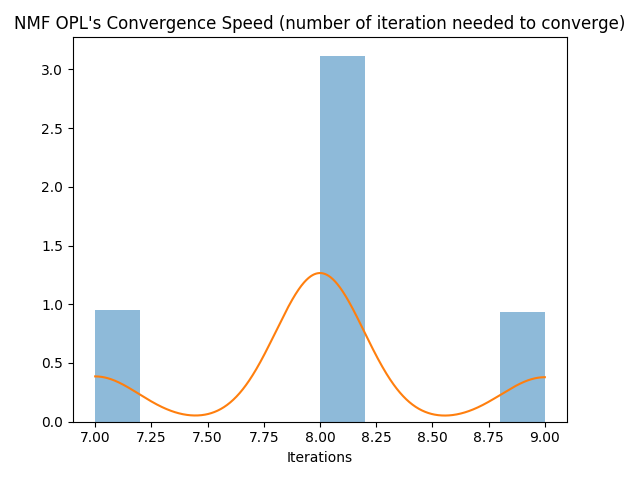 NMF OPL's Convergence Speed (number of iteration needed to converge)
3.0
2.5
2.0
1.5
1.0
0.5
0.0
7.00 7.25 7.50 7.75 8.00 8.25 8.50 8.75 9.00
Iterations